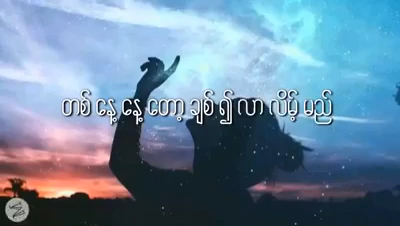 တစ် နေ့ နေ့ တော့ ချစ် ၍ လာ လိမ့် မည်